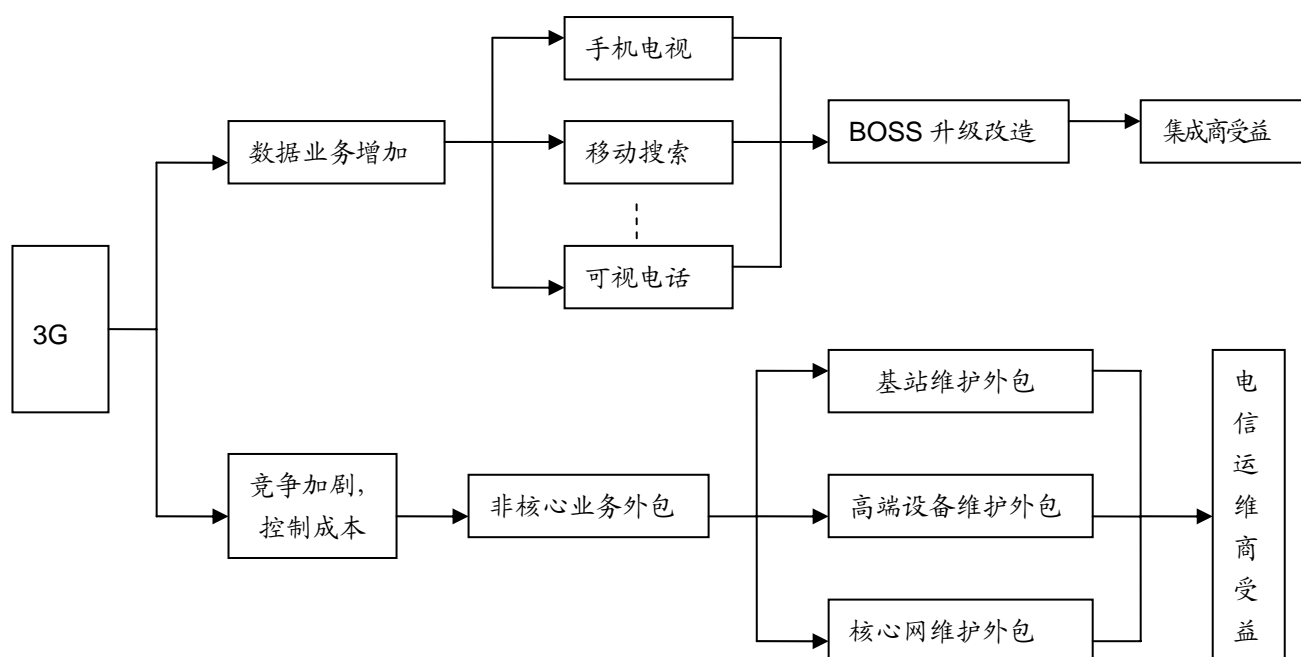 手机电视
数据业务增加
移动搜索
BOSS 升级改造
集成商受益
可视电话
3G
基站维护外包
竞争加剧,
控制成本
非核心业务外包
高端设备维护外包
核心网维护外包
电
信
运
维
商
受
益